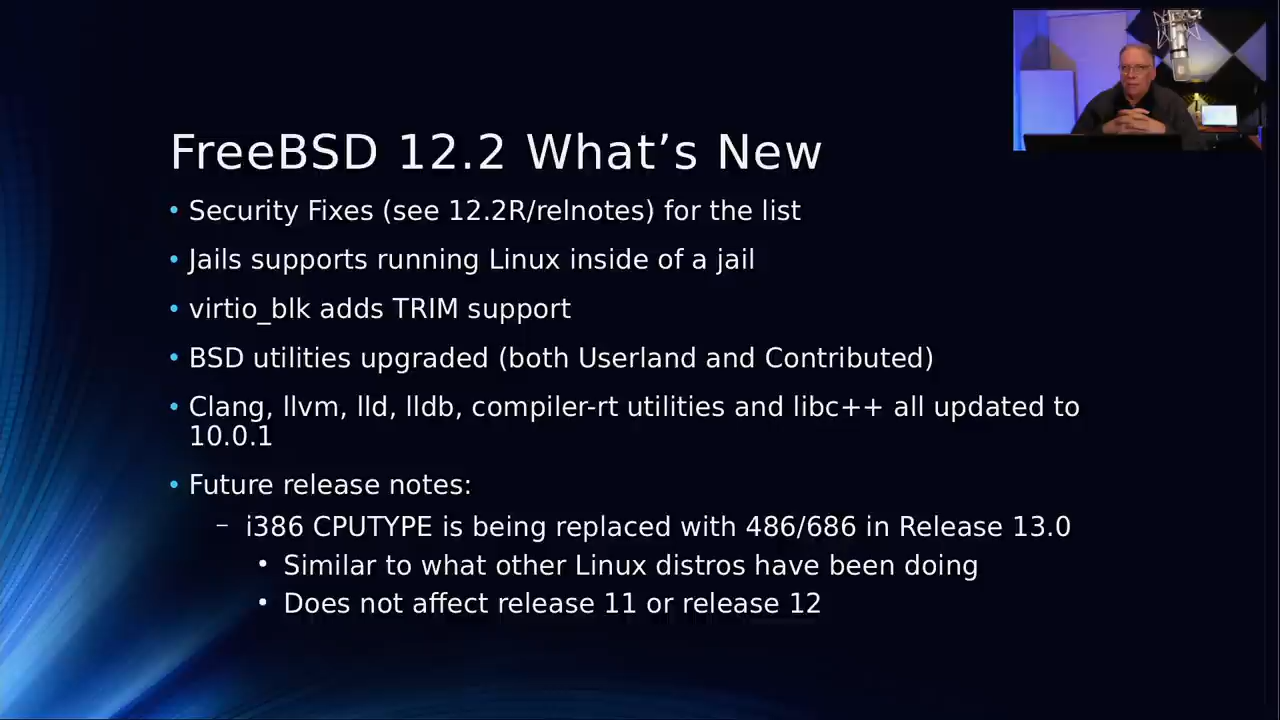 FreeBSD 12.2 What’s New
• Security Fixes (see 12.2R/relnotes) for the list
• Jails supports running Linux inside of a jail
• virtio_blk adds TRIM support
• BSD utilities upgraded (both Userland and Contributed)
• Clang, llvm, lld, lldb, compiler-rt utilities and libc++ all updated to
10.0.1
• Future release notes:
– i386 CPUTYPE is being replaced with 486/686 in Release 13.0
• Similar to what other Linux distros have been doing
• Does not affect release 11 or release 12